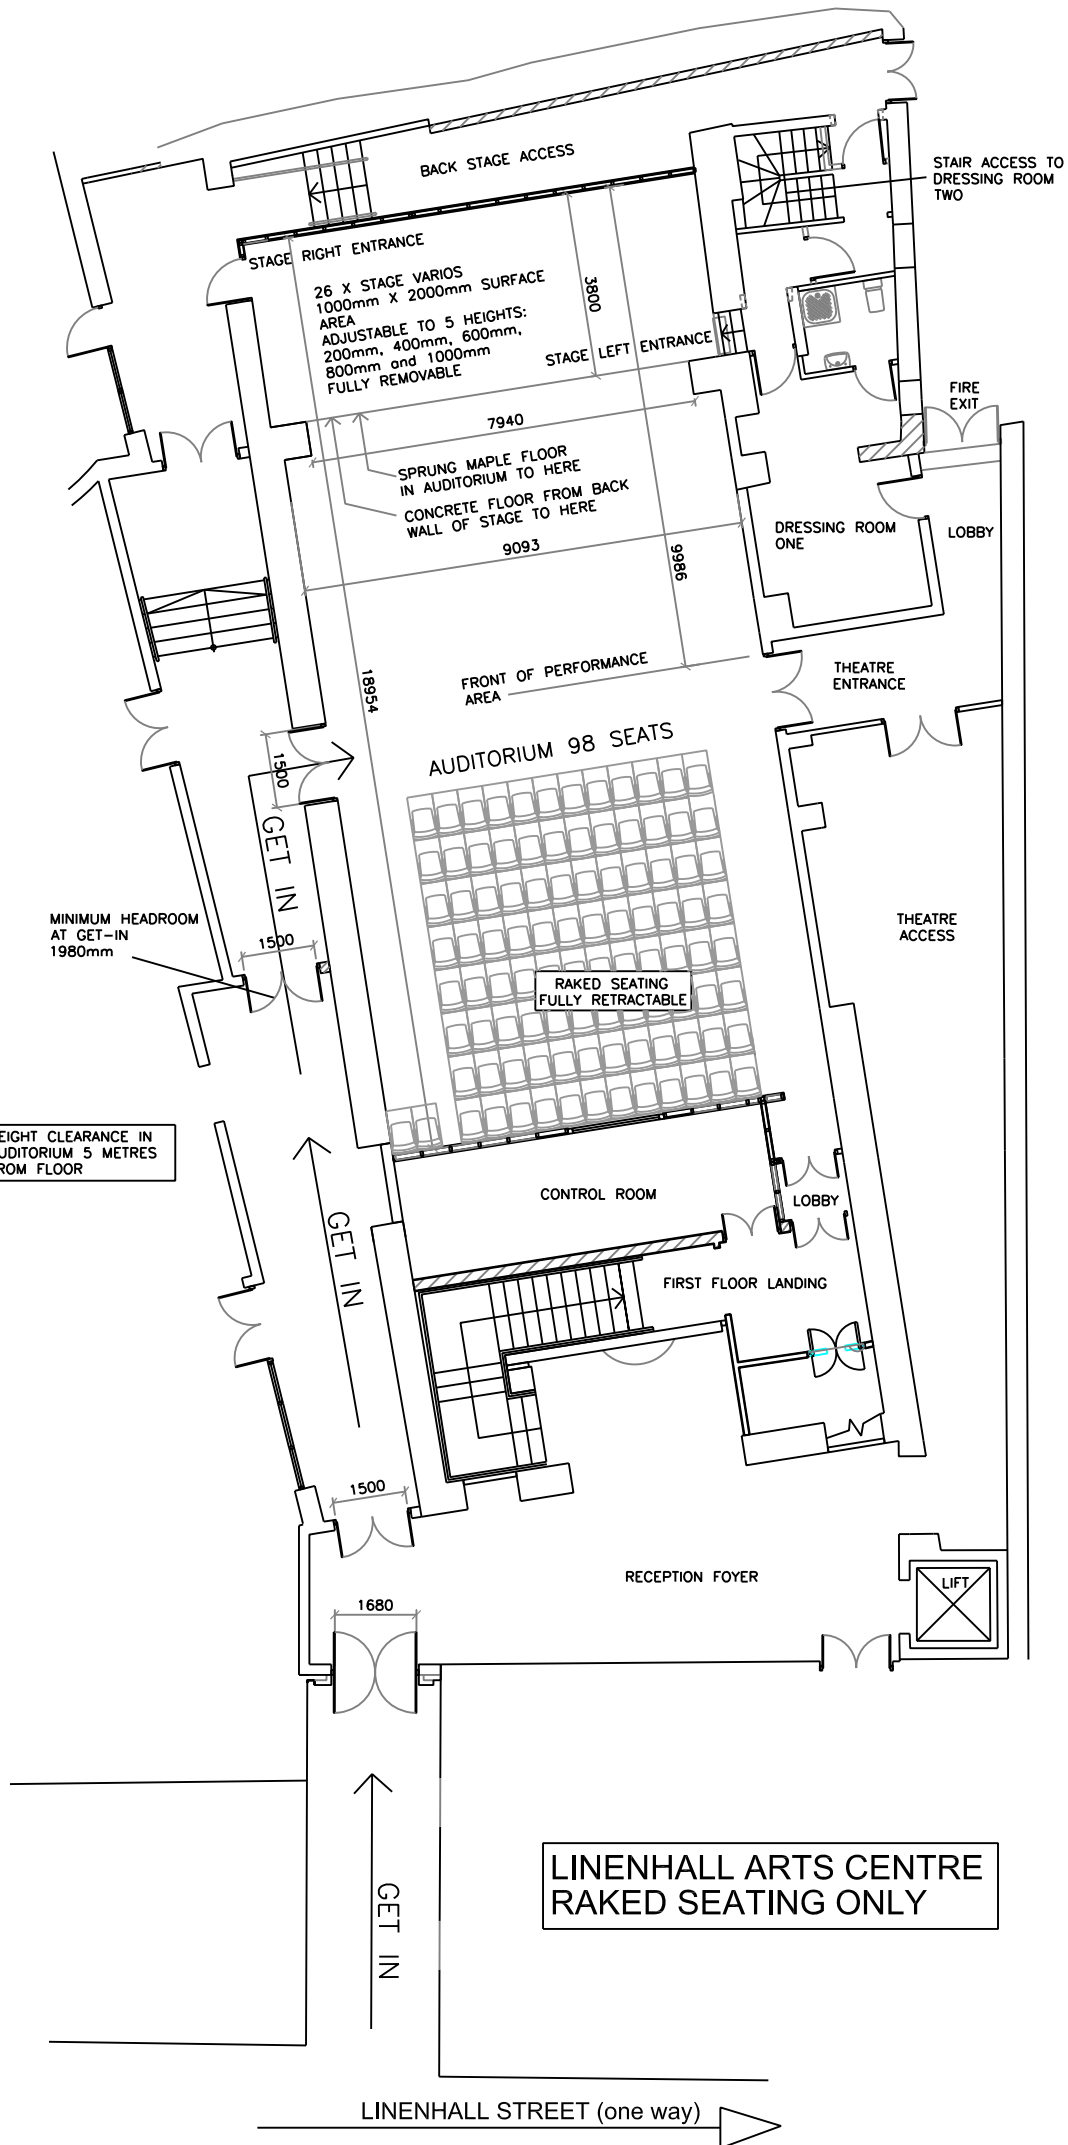 BACK STAGE ACCESS
STAIR ACCESS TO
DRESSING ROOM
TWO
STAGE RIGHT ENTRANCE
26 X STAGE VARIOS
1000mm X 2000mm SURFACE
AREA
ADJUSTABLE TO 5 HEIGHTS:
200mm, 400mm, 600mm,
800mm and 1000mm
FULLY REMOVABLE
3800
STAGE LEFT ENTRANCE
FIRE
EXIT
7940
SPRUNG MAPLE FLOOR
IN AUDITORIUM TO HERE
CONCRETE FLOOR FROM BACK
WALL OF STAGE TO HERE
9093
9986
DRESSING ROOM
ONE
LOBBY
18954
FRONT OF PERFORMANCE
AREA
THEATRE
ENTRANCE
AUDITORIUM 98 SEATS
1500
GET IN
MINIMUM HEADROOM
AT GET-IN
1980mm
1500
THEATRE
ACCESS
RAKED SEATING
FULLY RETRACTABLE
EIGHT CLEARANCE IN
UDITORIUM 5 METRES
ROM FLOOR
CONTROL ROOM
LOBBY
GET IN
FIRST FLOOR LANDING
1500
RECEPTION FOYER
LIFT
1680
GET IN
LINENHALL ARTS CENTRE
RAKED SEATING ONLY
LINENHALL STREET (one way)